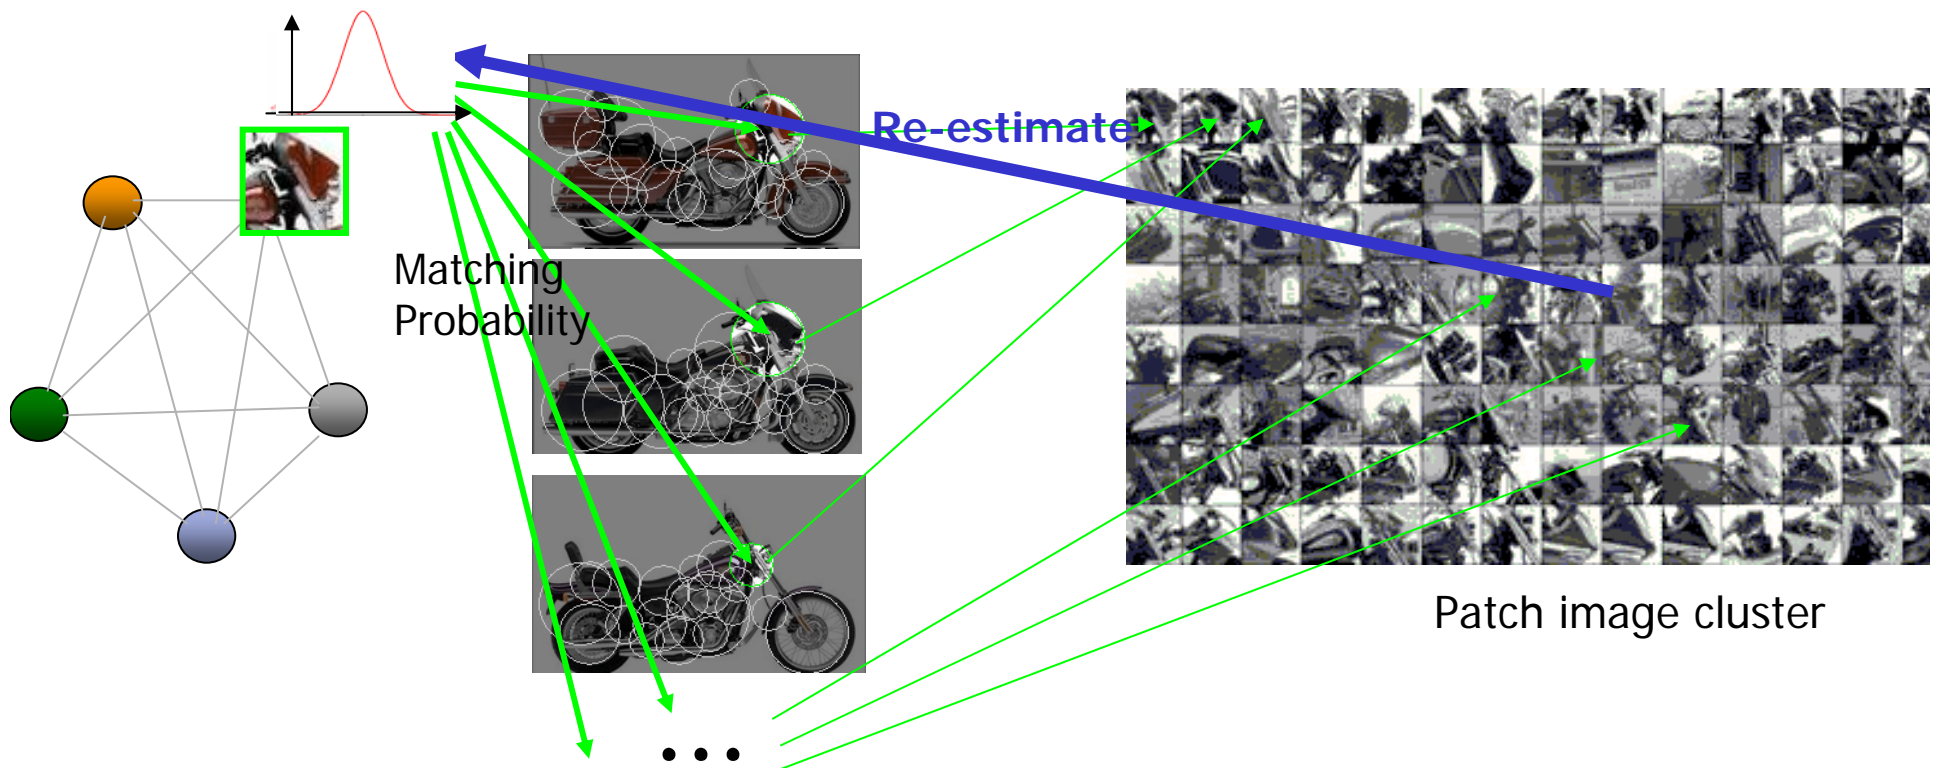 Re-estimate
Matching
Probability
Patch image cluster
• • •